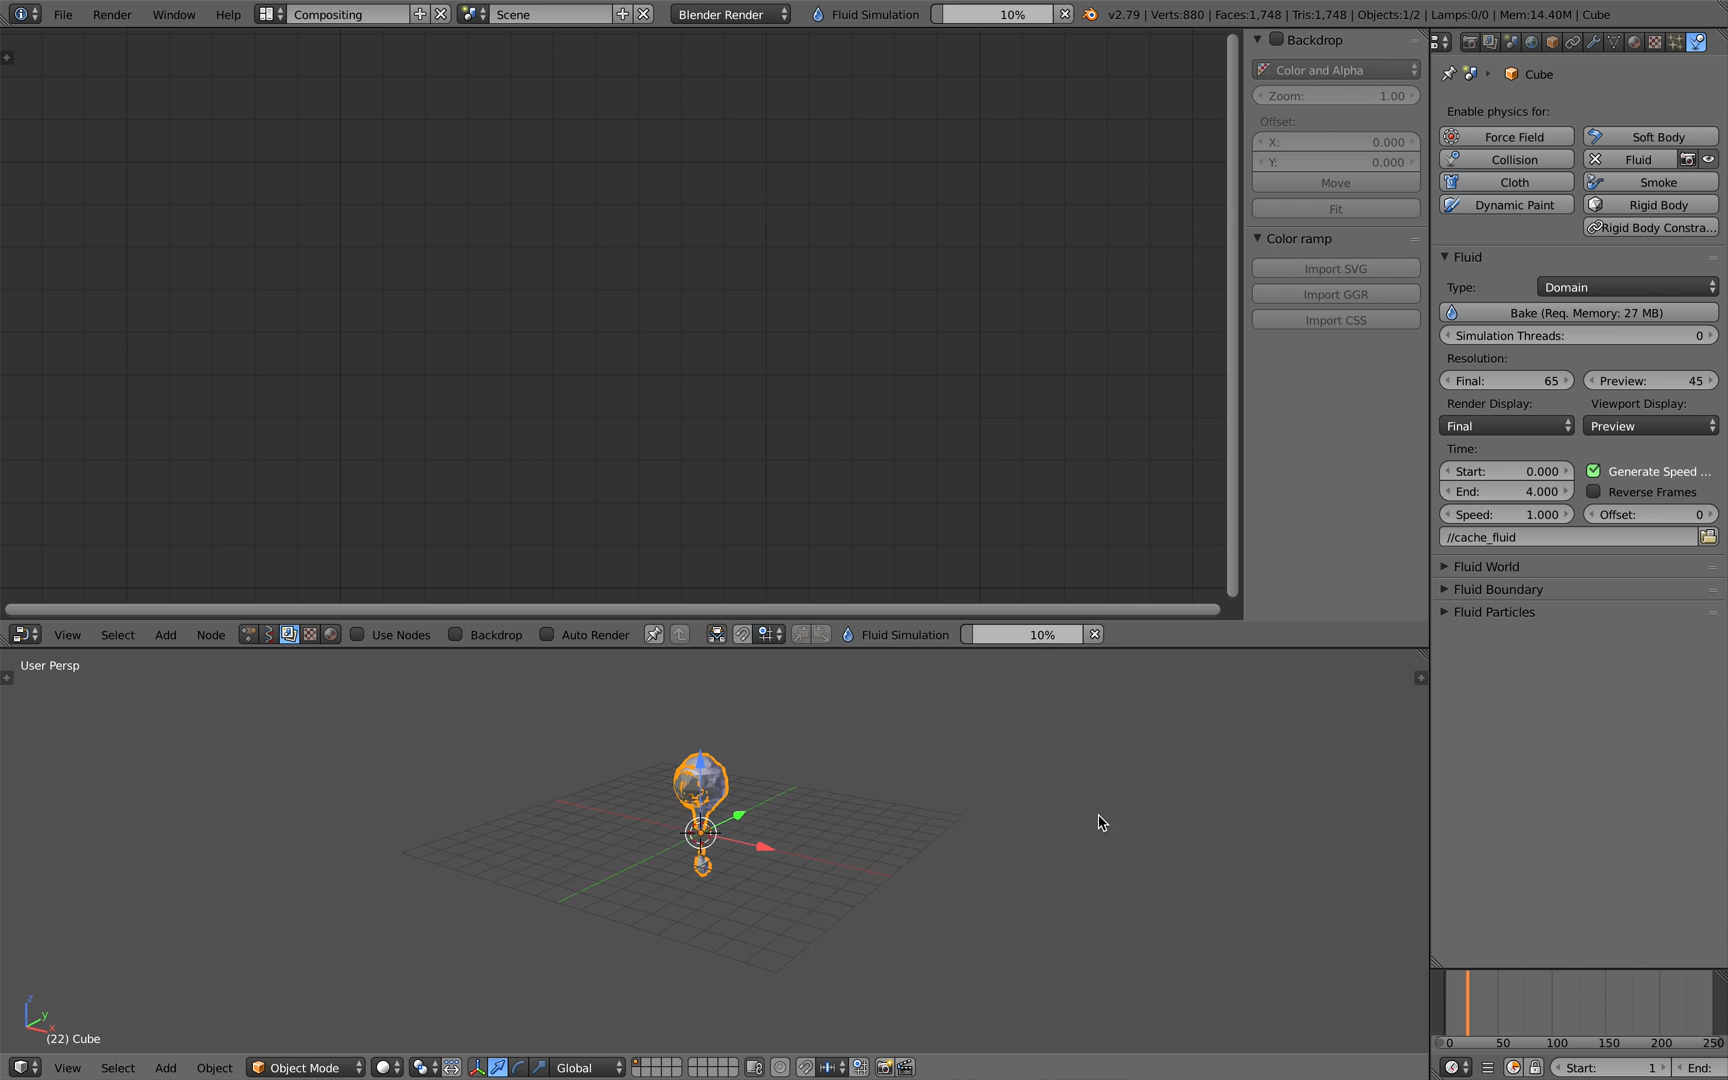 File Render Window Help Compositing Scene Blender Render Fluid Simulation 10% v2.79 | Verts:880 | Faces:1,748 | Tris:1,748 | Objects:1/2 | Lamps:0/0 | Mem:14.40M | Cube
Backdrop
Color and Alpha
Zoom: 1.00
Offset:
X: 0.000
Y: 0.000
Move
Fit
Color ramp
Import SVG
Import GGR
Import CSS
Cube
Enable physics for:
Force Field Soft Body
Collision Fluid
Cloth Smoke
Dynamic Paint Rigid Body
Rigid Body Constra...
Fluid
Type: Domain
Bake (Req. Memory: 27 MB)
Simulation Threads: 0
Resolution:
Final: 65 Preview: 45
Render Display: Viewport Display:
Final Preview
Time:
Start: 0.000 Generate Speed ...
End: 4.000 Reverse Frames
Speed: 1.000 Offset: 0
//cache_fluid
Fluid World
Fluid Boundary
Fluid Particles
View Select Add Node Use Nodes Backdrop Auto Render Fluid Simulation 10%
User Persp
z
y
x
(22) Cube
View Select Add Object Object Mode Global
0 50 100 150 200 250
Start: 1 End: